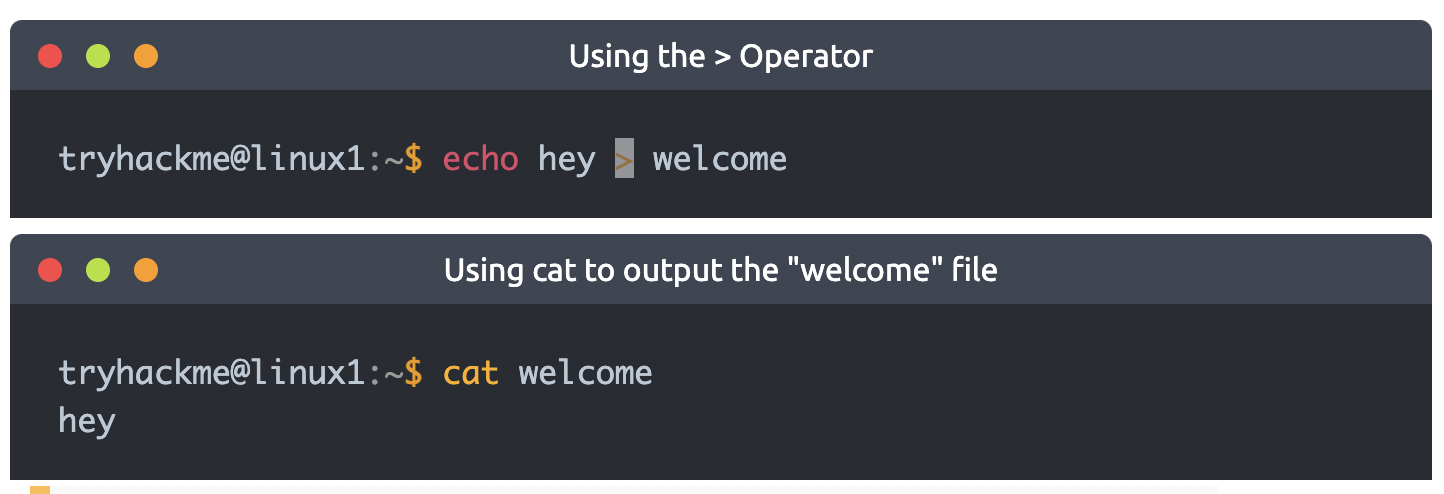 Using the > Operator
tryhackme@linux1:~$ echo hey > welcome
Using cat to output the "welcome" file
tryhackme@linux1:~$ cat welcome
hey